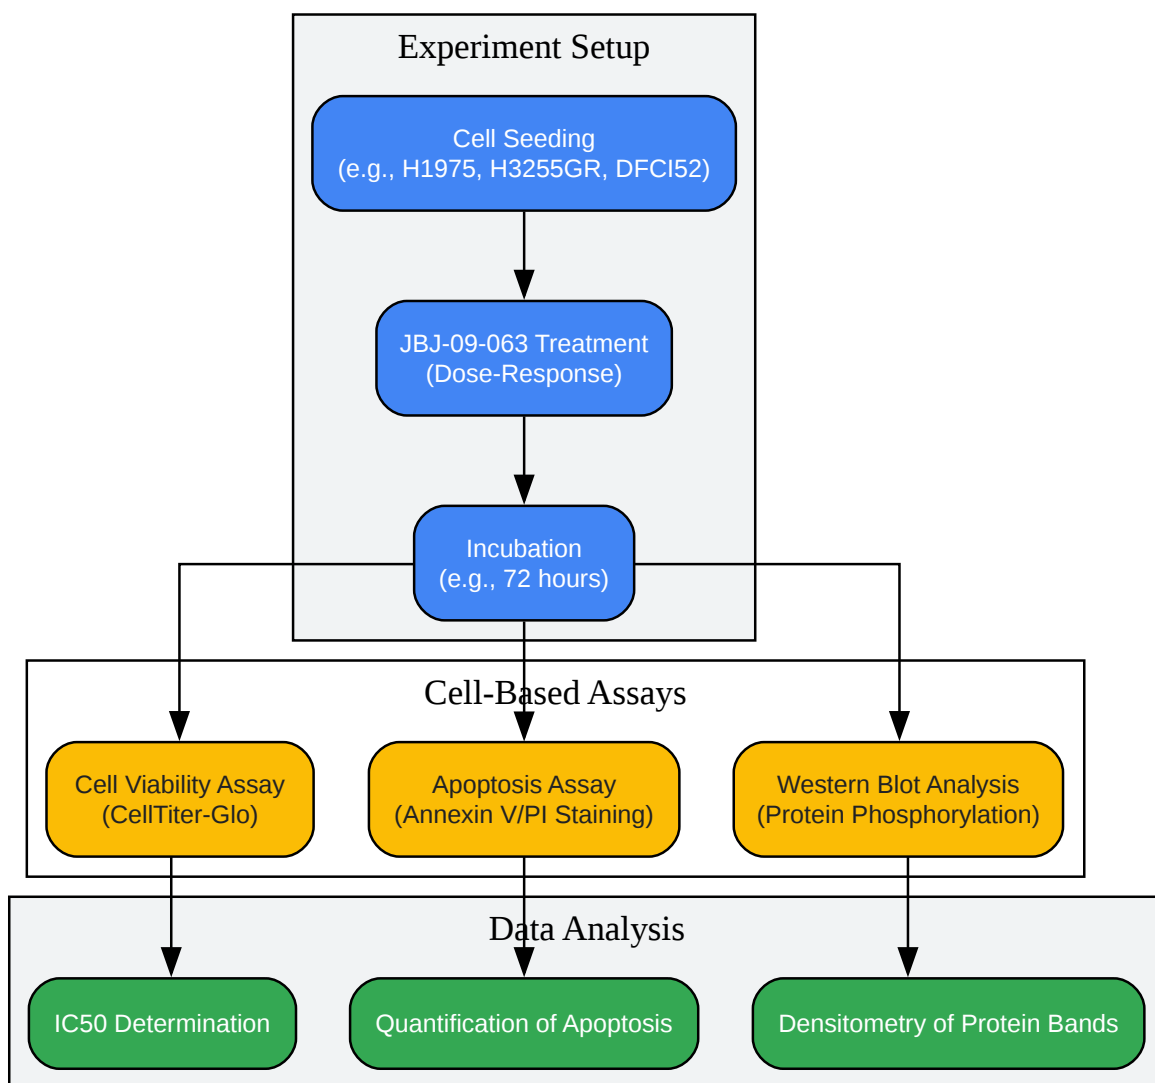 Experiment Setup
Cell Seeding
(e.g., H1975, H3255GR, DFCI52)
JBJ-09-063 Treatment
(Dose-Response)
Incubation
(e.g., 72 hours)
Cell-Based Assays
Cell Viability Assay
(CellTiter-Glo)
Apoptosis Assay
(Annexin V/PI Staining)
Western Blot Analysis
(Protein Phosphorylation)
Data Analysis
IC50 Determination
Quantification of Apoptosis
Densitometry of Protein Bands